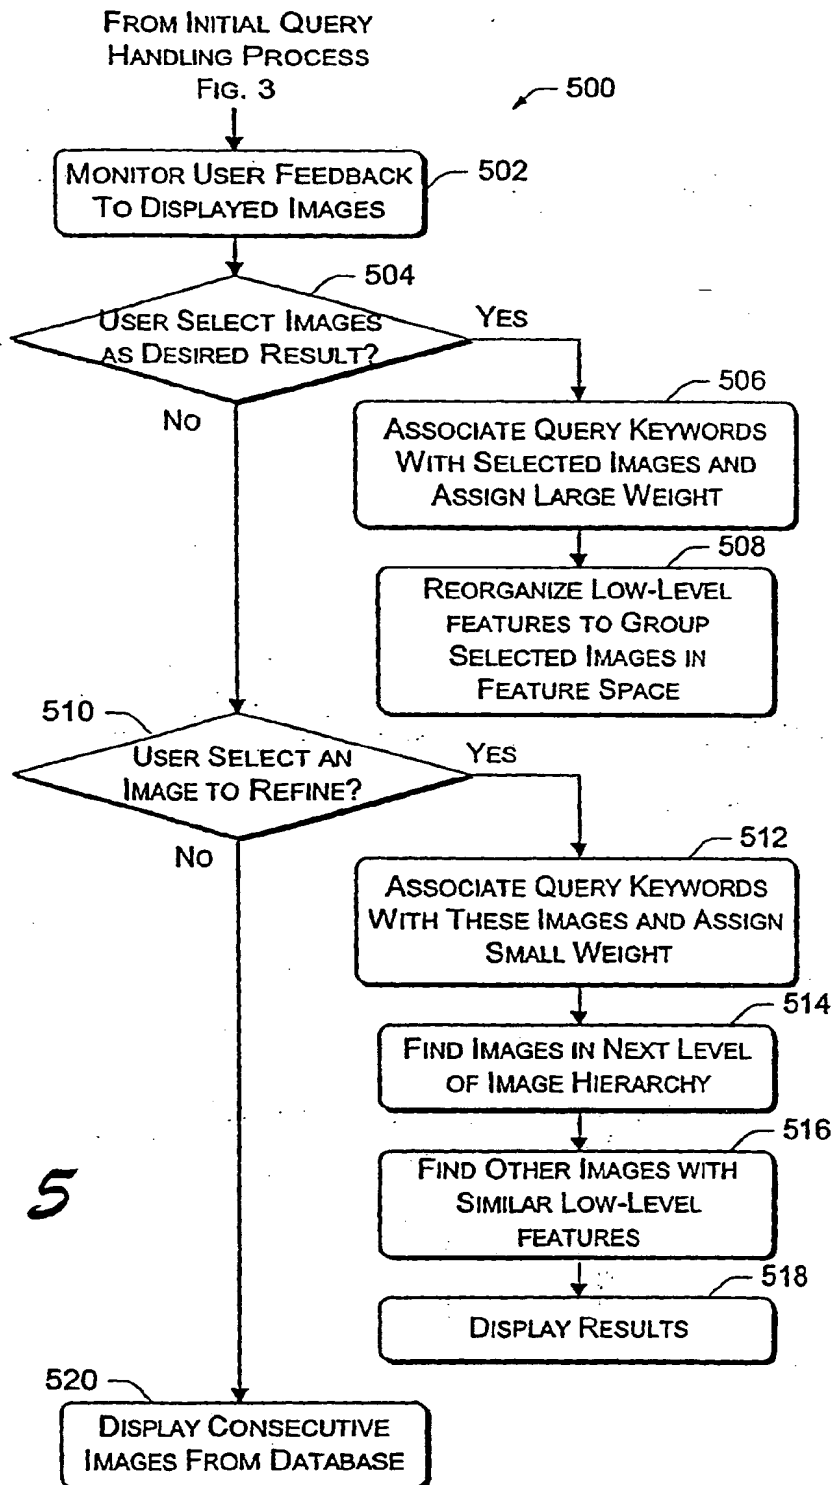 FROM INITIAL QUERY
HANDLING PROCESS
FIG. 3
500
MONITOR USER FEEDBACK
TO DISPLAYED IMAGES
502
504
USER SELECT IMAGES
AS DESIRED RESULT?
YES
NO
506
ASSOCIATE QUERY KEYWORDS
WITH SELECTED IMAGES AND
ASSIGN LARGE WEIGHT
508
REORGANIZE LOW-LEVEL
FEATURES TO GROUP
SELECTED IMAGES IN
FEATURE SPACE
510
USER SELECT AN
IMAGE TO REFINE?
YES
NO
512
ASSOCIATE QUERY KEYWORDS
WITH THESE IMAGES AND ASSIGN
SMALL WEIGHT
514
FIND IMAGES IN NEXT LEVEL
OF IMAGE HIERARCHY
516
FIND OTHER IMAGES WITH
SIMILAR LOW-LEVEL
FEATURES
5
518
DISPLAY RESULTS
520
DISPLAY CONSECUTIVE
IMAGES FROM DATABASE